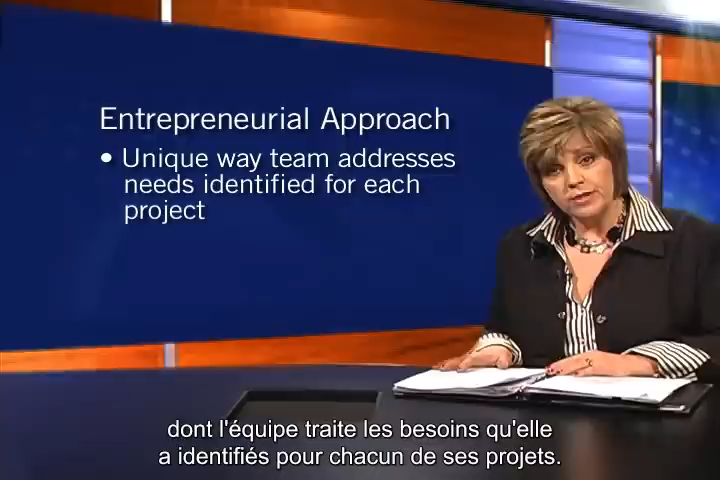 Entrepreneurial Approach
• Unique way team addresses
needs identified for each
project
dont l'équipe traite les besoins qu'elle
a identifiés pour chacun de ses projets.